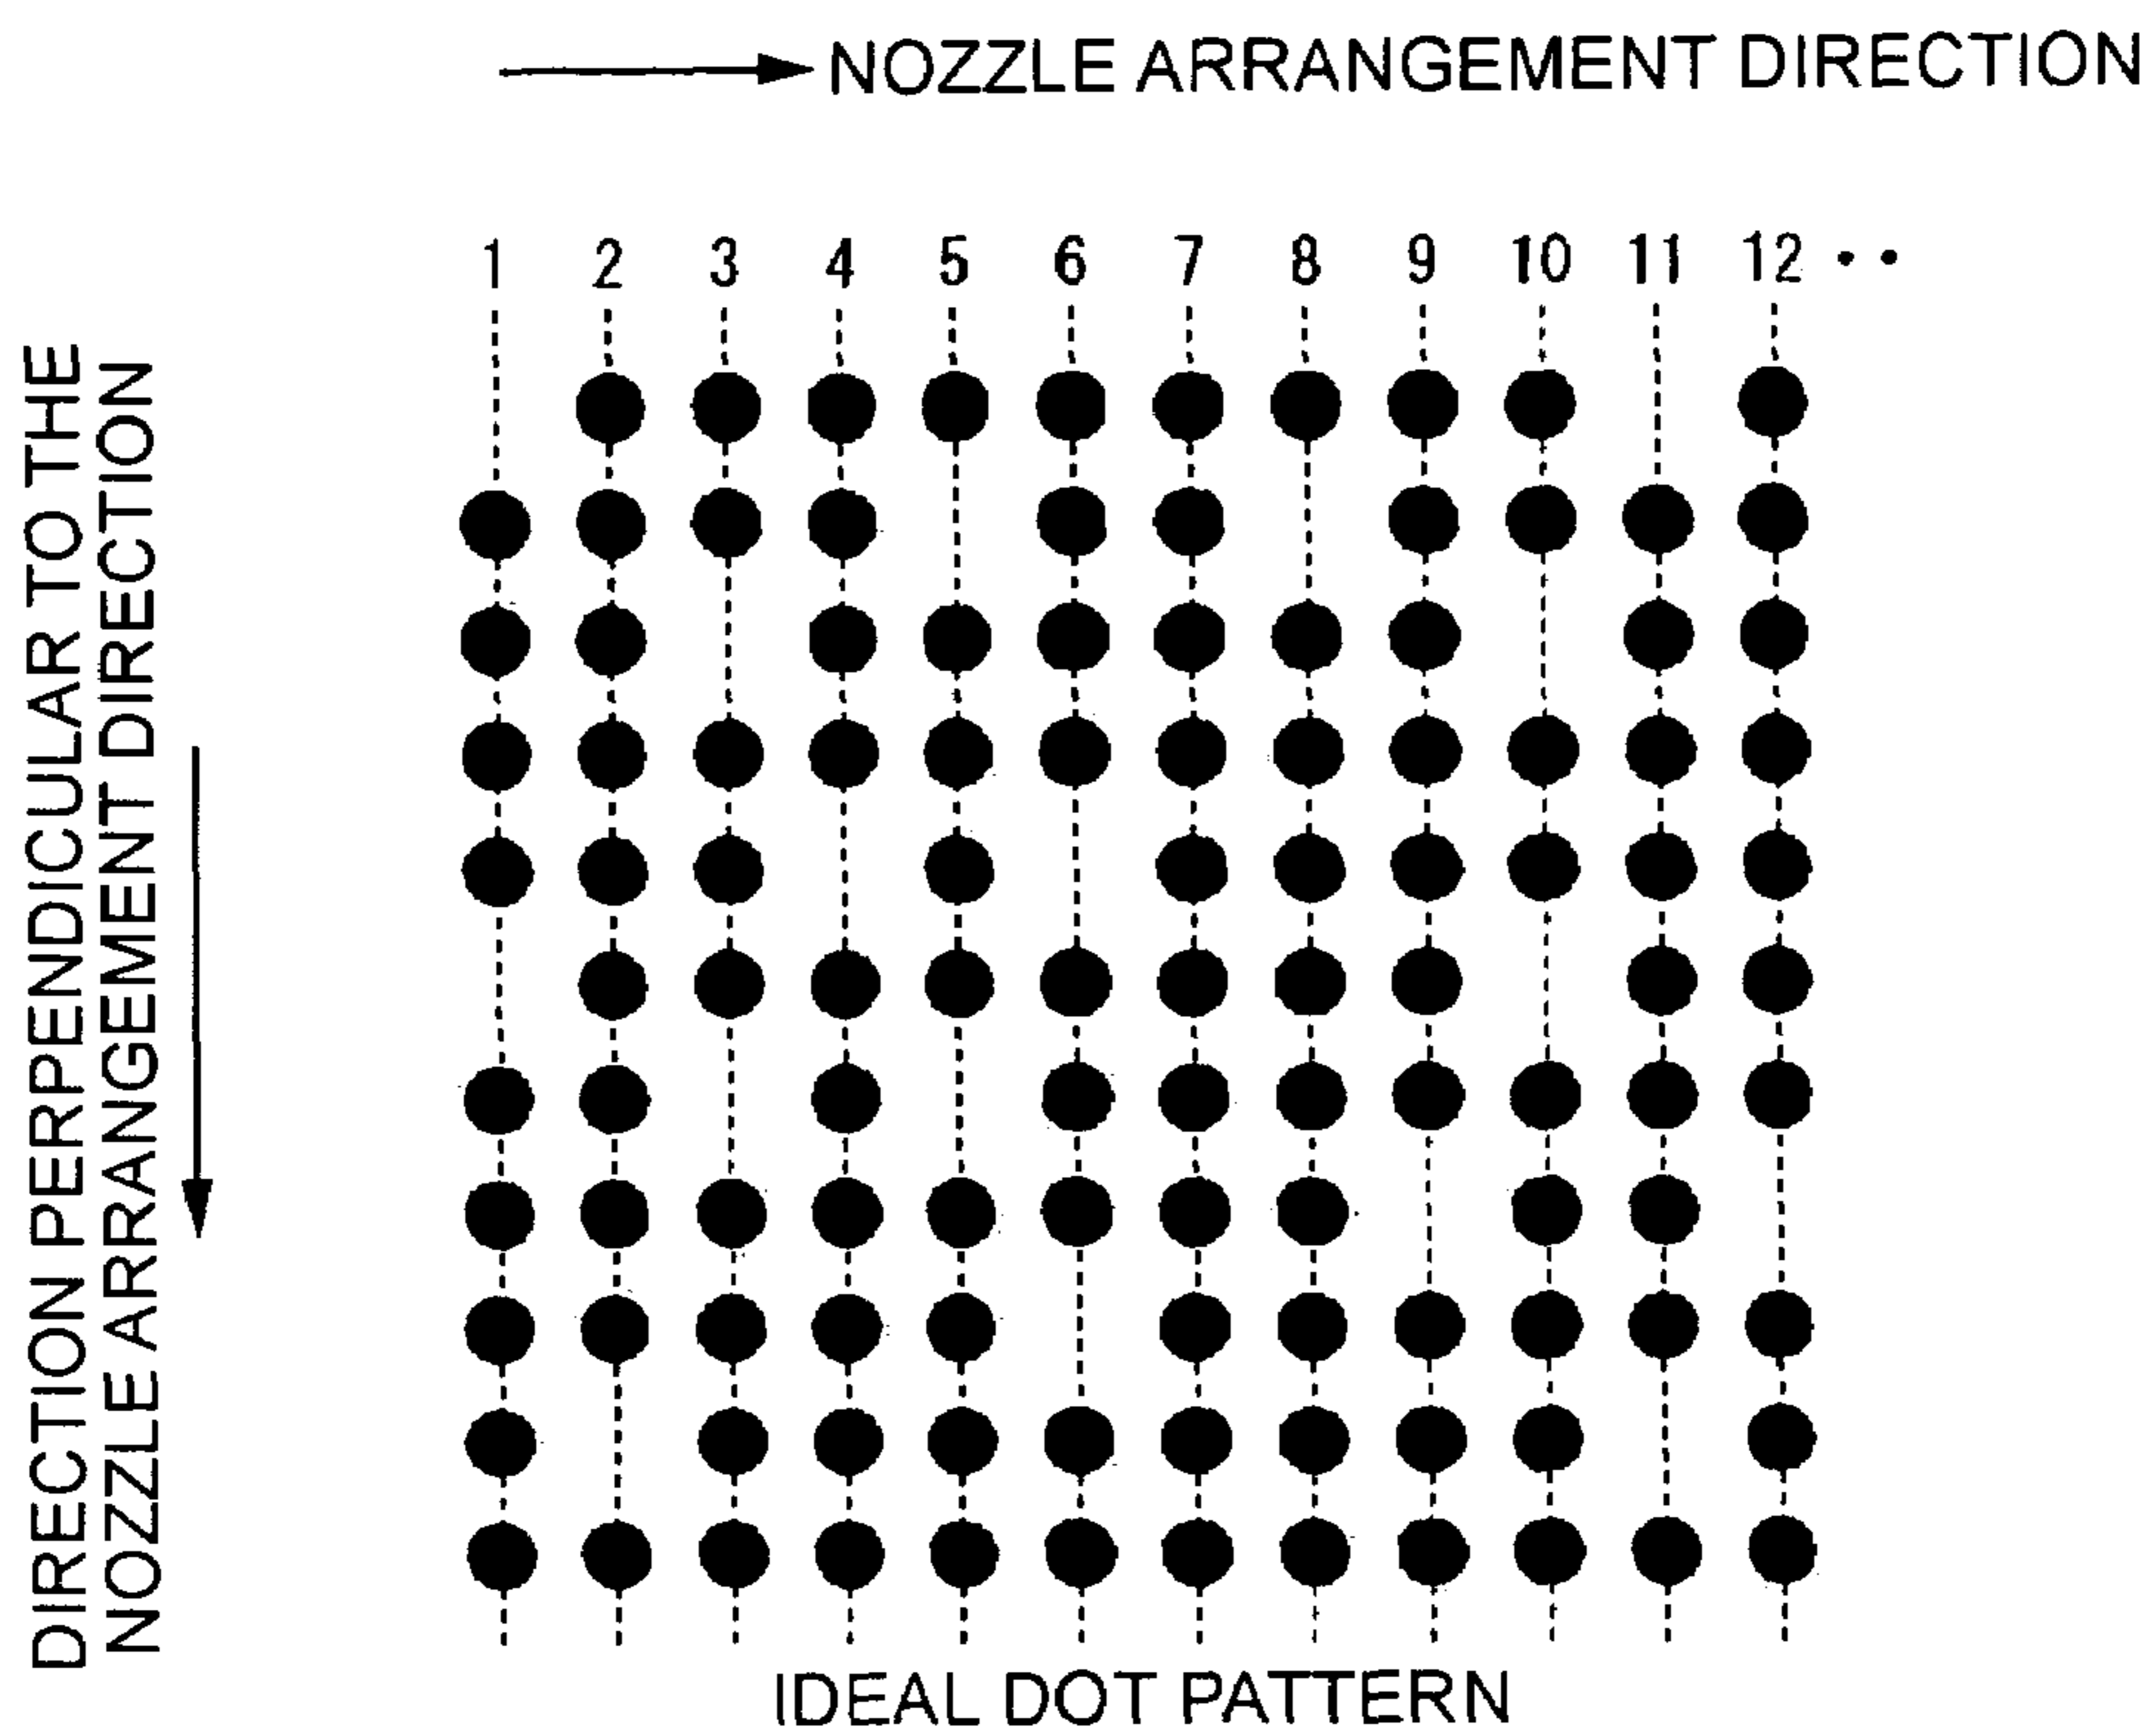 NOZZLE ARRANGEMENT DIRECTION
1 2 3 4 5 6 7 8 9 10 11 12 • •
DIRECTION PERPENDICULAR TO THE
NOZZLE ARRANGEMENT DIRECTION
IDEAL DOT PATTERN